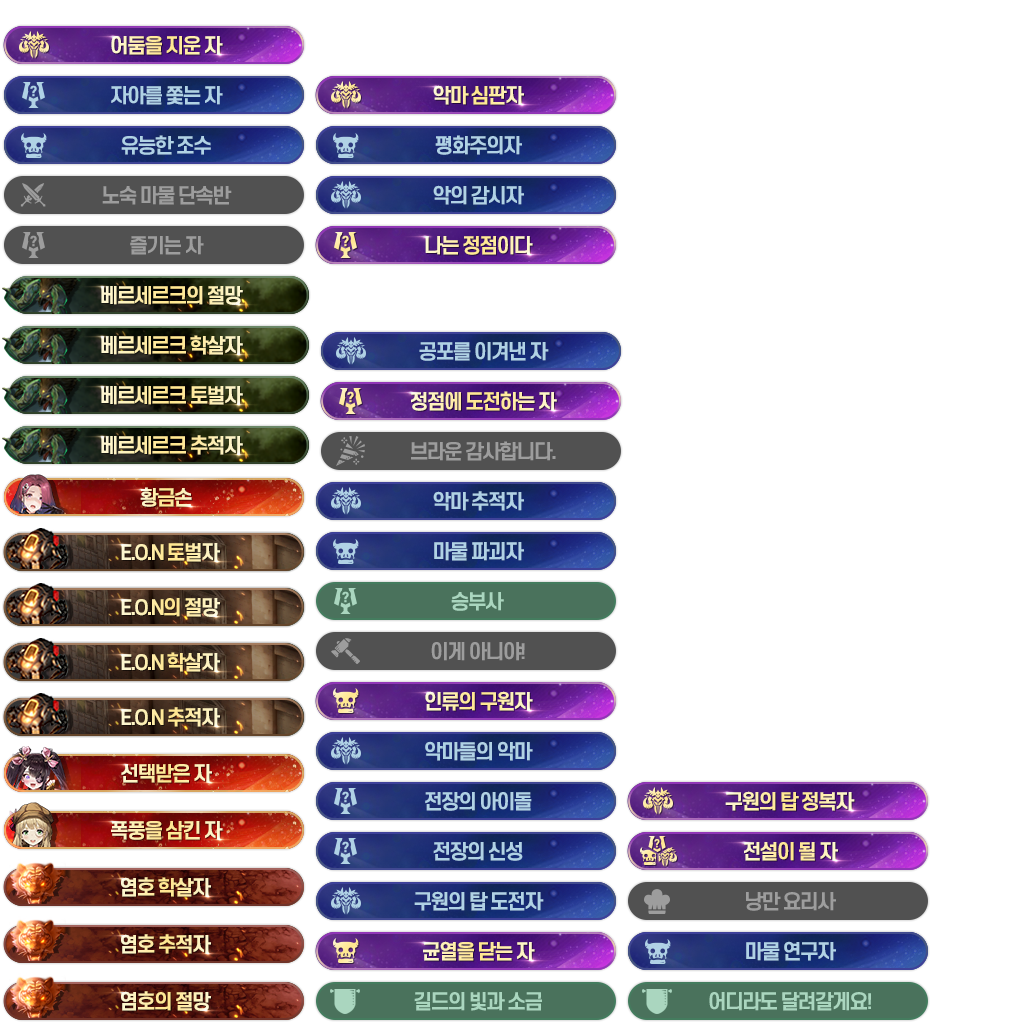 어둠을 지운 자
자아를 쫓는 자
유능한 조수
노숙 마물 단속반
즐기는 자
베르세르크의 절망
베르세르크 학살자
베르세르크 토벌자
베르세르크 추적자
황금손
E.O.N 토벌자
E.O.N의 절망
E.O.N 학살자
E.O.N 추적자
선택받은 자
폭풍을 삼킨 자
염호 학살자
염호 추적자
염호의 절망
악마 심판자
평화주의자
악의 감시자
나는 정점이다
공포를 이겨낸 자
정점에 도전하는 자
브라운 감사합니다.
악마 추적자
마물 파괴자
승부사
이게 아니야!
인류의 구원자
악마들의 악마
전장의 아이돌
전장의 신성
구원의 탑 도전자
균열을 닫는 자
길드의 빛과 소금
구원의 탑 정복자
전설이 될 자
낭만 요리사
마물 연구자
어디라도 달려갈게요!